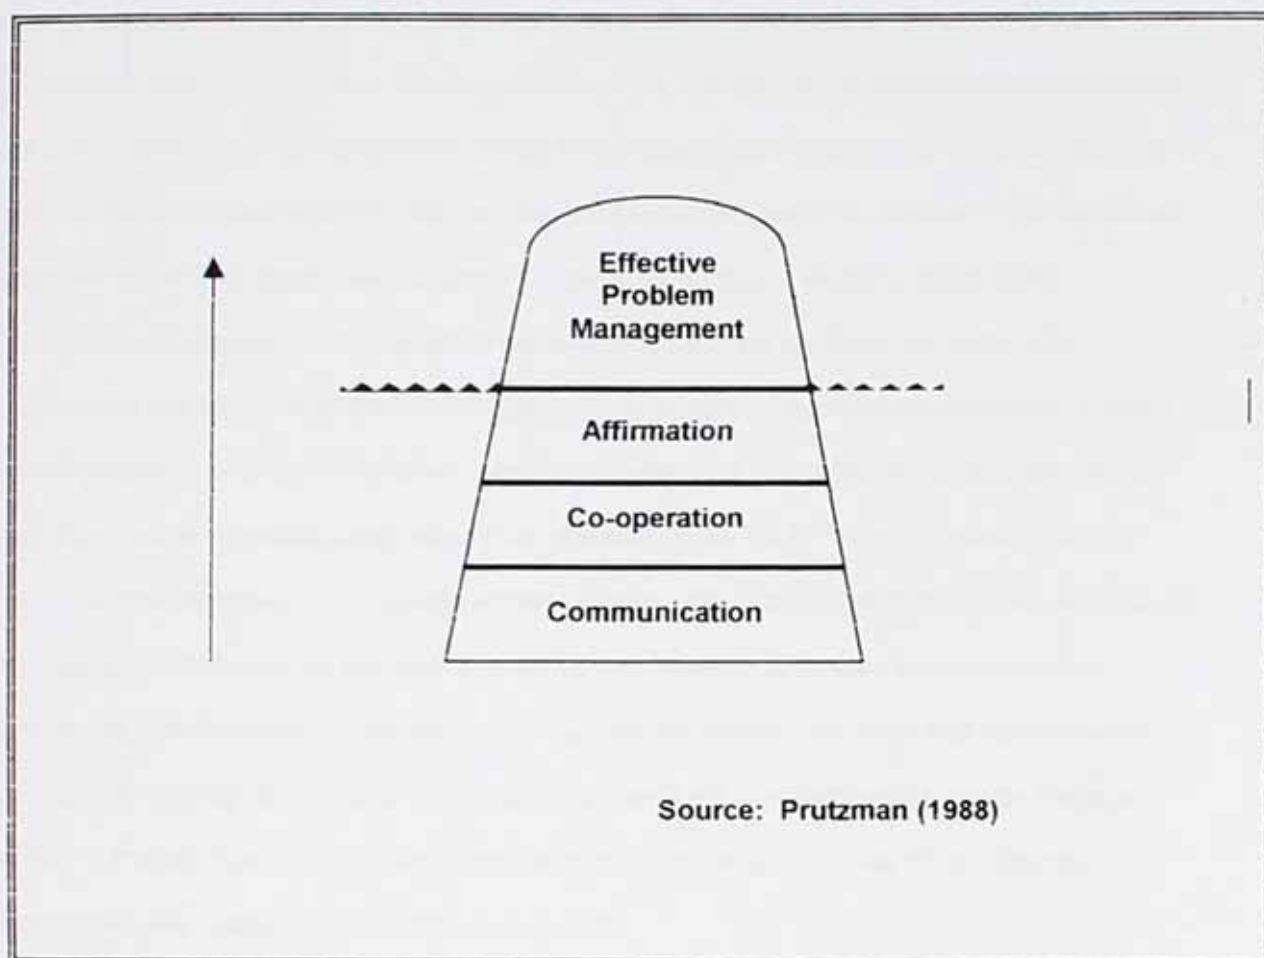 Effective
Problem
Management
Affirmation
Co-operation
Communication
Source: Prutzman (1988)